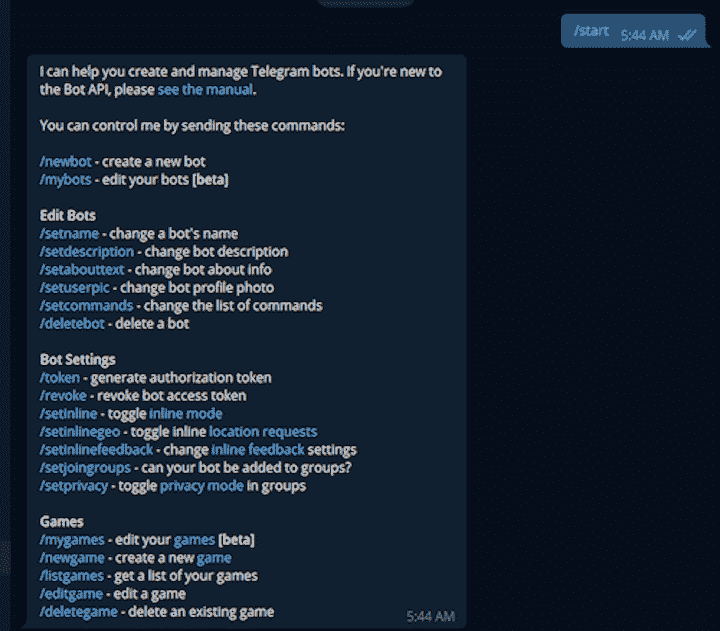 /start 5:44 AM
I can help you create and manage Telegram bots. If you're new to
the Bot API, please see the manual.
You can control me by sending these commands:
/newbot - create a new bot
/mybots - edit your bots [beta]
Edit Bots
/setname - change a bot's name
/setdescription - change bot description
/setabouttext - change bot about info
/setuserpic - change bot profile photo
/setcommands - change the list of commands
/deletebot - delete a bot
Bot Settings
/token - generate authorization token
/revoke - revoke bot access token
/setinline - toggle inline mode
/setinlinegeo - toggle inline location requests
/setinlinefeedback - change inline feedback settings
/setjoingroups - can your bot be added to groups?
/setprivacy - toggle privacy mode in groups
Games
/mygames - edit your games [beta]
/newgame - create a new game
/listgames - get a list of your games
/editgame - edit a game
/deletegame - delete an existing game
5:44 AM